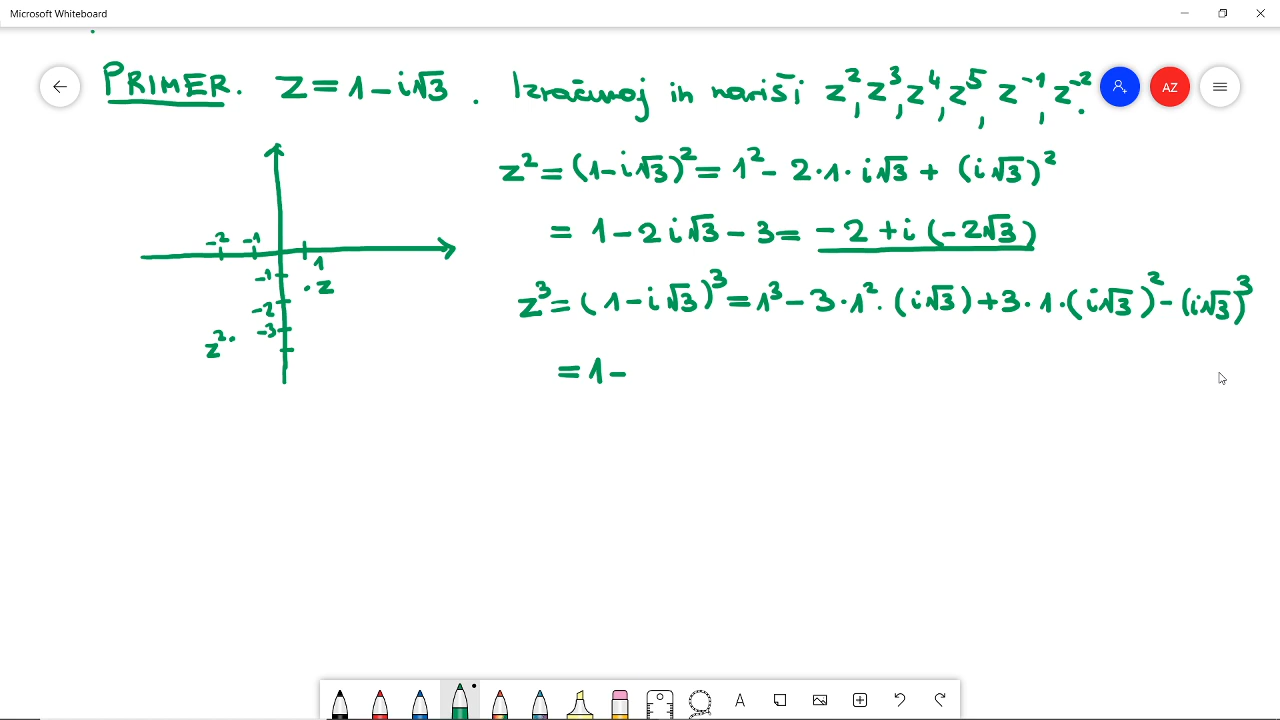 Microsoft Whiteboard
PRIMER. z = 1 - i√3. Izračunaj in nariši z², z³, z⁴, z⁵, z⁻¹, z⁻².
AZ
z² = (1 - i√3)² = 1² - 2·1·i√3 + (i√3)²
= 1 - 2i√3 - 3 = -2 + i(-2√3)
z³ = (1 - i√3)³ = 1³ - 3·1²·(i√3) + 3·1·(i√3)² - (i√3)³
= 1 -
-2 -1 1
-1
z
-2
-3
z²
A